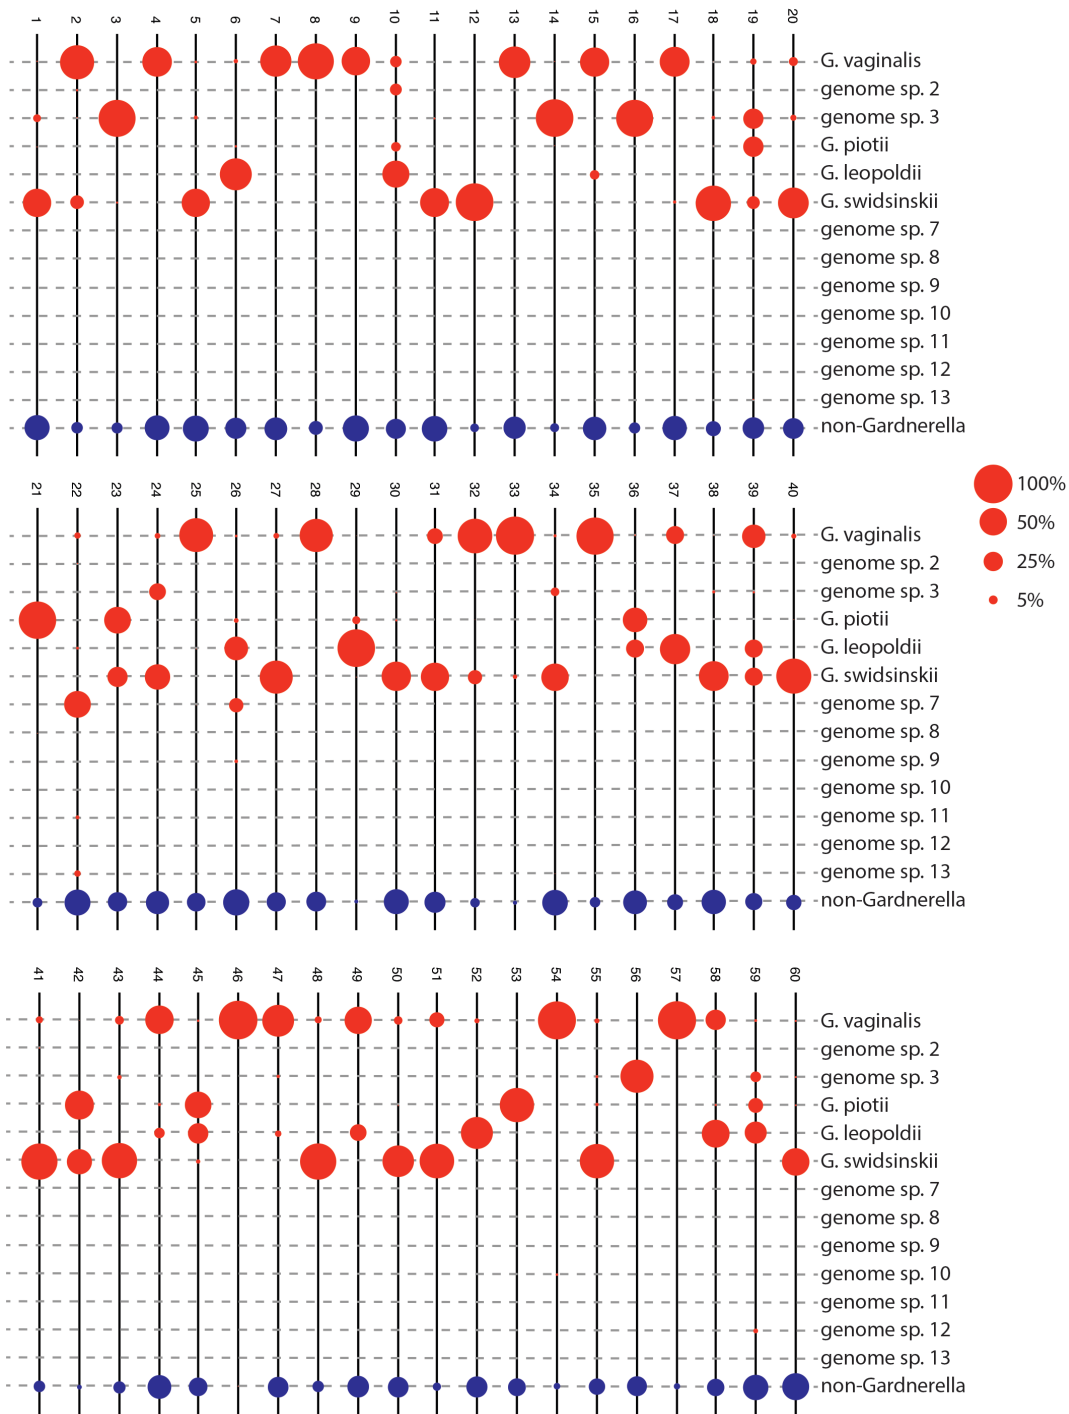 1 2 3 4 5 6 7 8 9 10 11 12 13 14 15 16 17 18 19 20
G. vaginalis
genome sp. 2
genome sp. 3
G. piotii
G. leopoldii
G. swidsinskii
genome sp. 7
genome sp. 8
genome sp. 9
genome sp. 10
genome sp. 11
genome sp. 12
genome sp. 13
non-Gardnerella
21 22 23 24 25 26 27 28 29 30 31 32 33 34 35 36 37 38 39 40
G. vaginalis
genome sp. 2
genome sp. 3
G. piotii
G. leopoldii
G. swidsinskii
genome sp. 7
genome sp. 8
genome sp. 9
genome sp. 10
genome sp. 11
genome sp. 12
genome sp. 13
non-Gardnerella
100%
50%
25%
5%
41 42 43 44 45 46 47 48 49 50 51 52 53 54 55 56 57 58 59 60
G. vaginalis
genome sp. 2
genome sp. 3
G. piotii
G. leopoldii
G. swidsinskii
genome sp. 7
genome sp. 8
genome sp. 9
genome sp. 10
genome sp. 11
genome sp. 12
genome sp. 13
non-Gardnerella